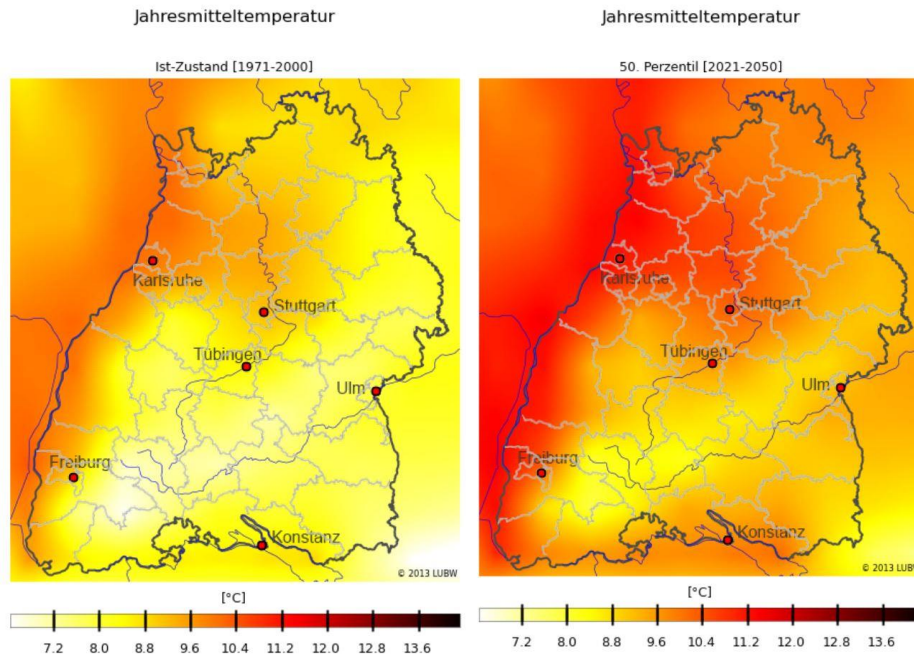 Jahresmitteltemperatur
Ist-Zustand [1971-2000]
Karlsruhe
Stuttgart
Tübingen
Ulm
Freiburg
Konstanz
© 2013 LUBW
[°C]
7.2 8.0 8.8 9.6 10.4 11.2 12.0 12.8 13.6
Jahresmitteltemperatur
50. Perzentil [2021-2050]
Karlsruhe
Stuttgart
Tübingen
Ulm
Freiburg
Konstanz
© 2013 LUBW
[°C]
7.2 8.0 8.8 9.6 10.4 11.2 12.0 12.8 13.6